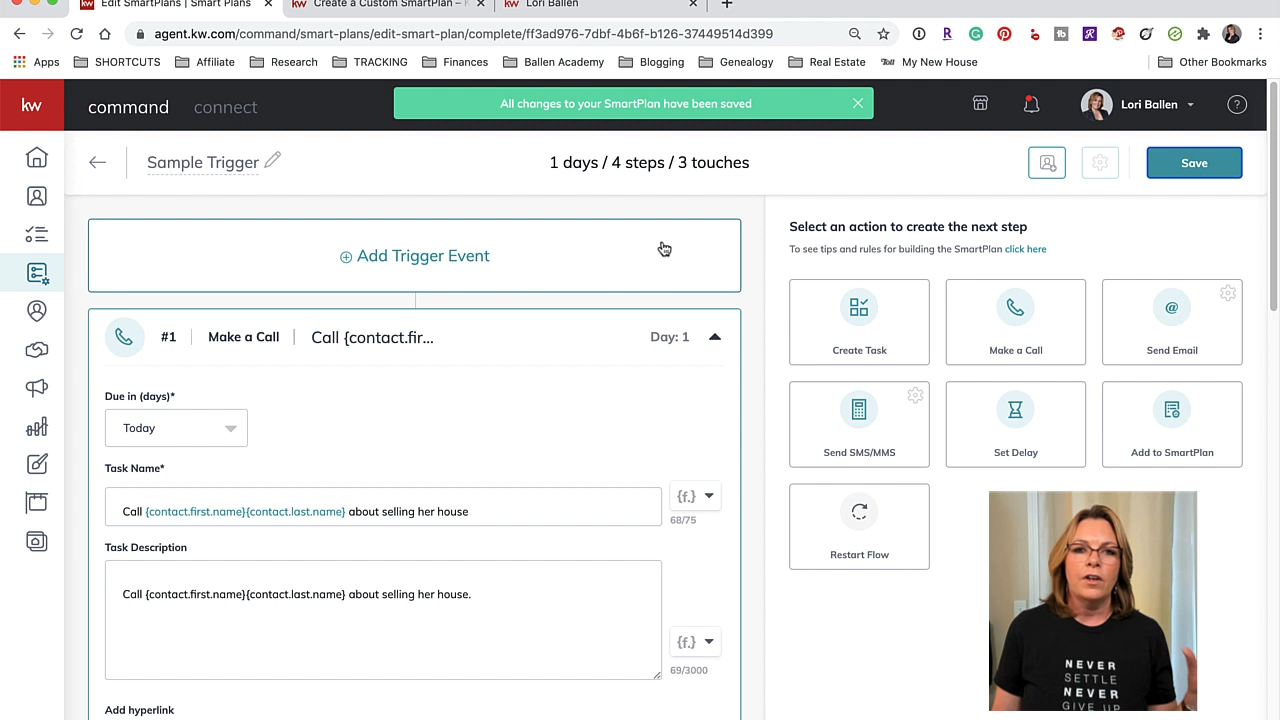 Edit SmartPlans | Smart Plans
Create a Custom SmartPlan –
Lori Ballen
agent.kw.com/command/smart-plans/edit-smart-plan/complete/ff3ad976-7dbf-4b6f-b126-37449514d399
Apps SHORTCUTS Affiliate Research TRACKING Finances Ballen Academy Blogging Genealogy Real Estate My New House Other Bookmarks
kw command connect
All changes to your SmartPlan have been saved
Lori Ballen
Sample Trigger
1 days / 4 steps / 3 touches
Save
Add Trigger Event
#1 Make a Call Call {contact.fir... Day: 1
Due in (days)*
Today
Task Name*
Call {contact.first.name}{contact.last.name} about selling her house
{f.}
68/75
Task Description
Call {contact.first.name}{contact.last.name} about selling her house.
{f.}
69/3000
Add hyperlink
Select an action to create the next step
To see tips and rules for building the SmartPlan click here
Create Task
Make a Call
@
Send Email
Send SMS/MMS
Set Delay
Add to SmartPlan
Restart Flow
NEVER
SETTLE
NEVER
GIVE UP